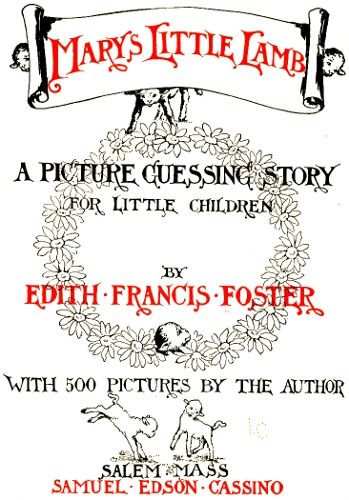 MARY'S LITTLE LAMB
A PICTURE GUESSING STORY
FOR LITTLE CHILDREN
BY
EDITH · FRANCIS · FOSTER
WITH 500 PICTURES BY THE AUTHOR
SALEM · MASS
SAMUEL · EDSON · CASSINO